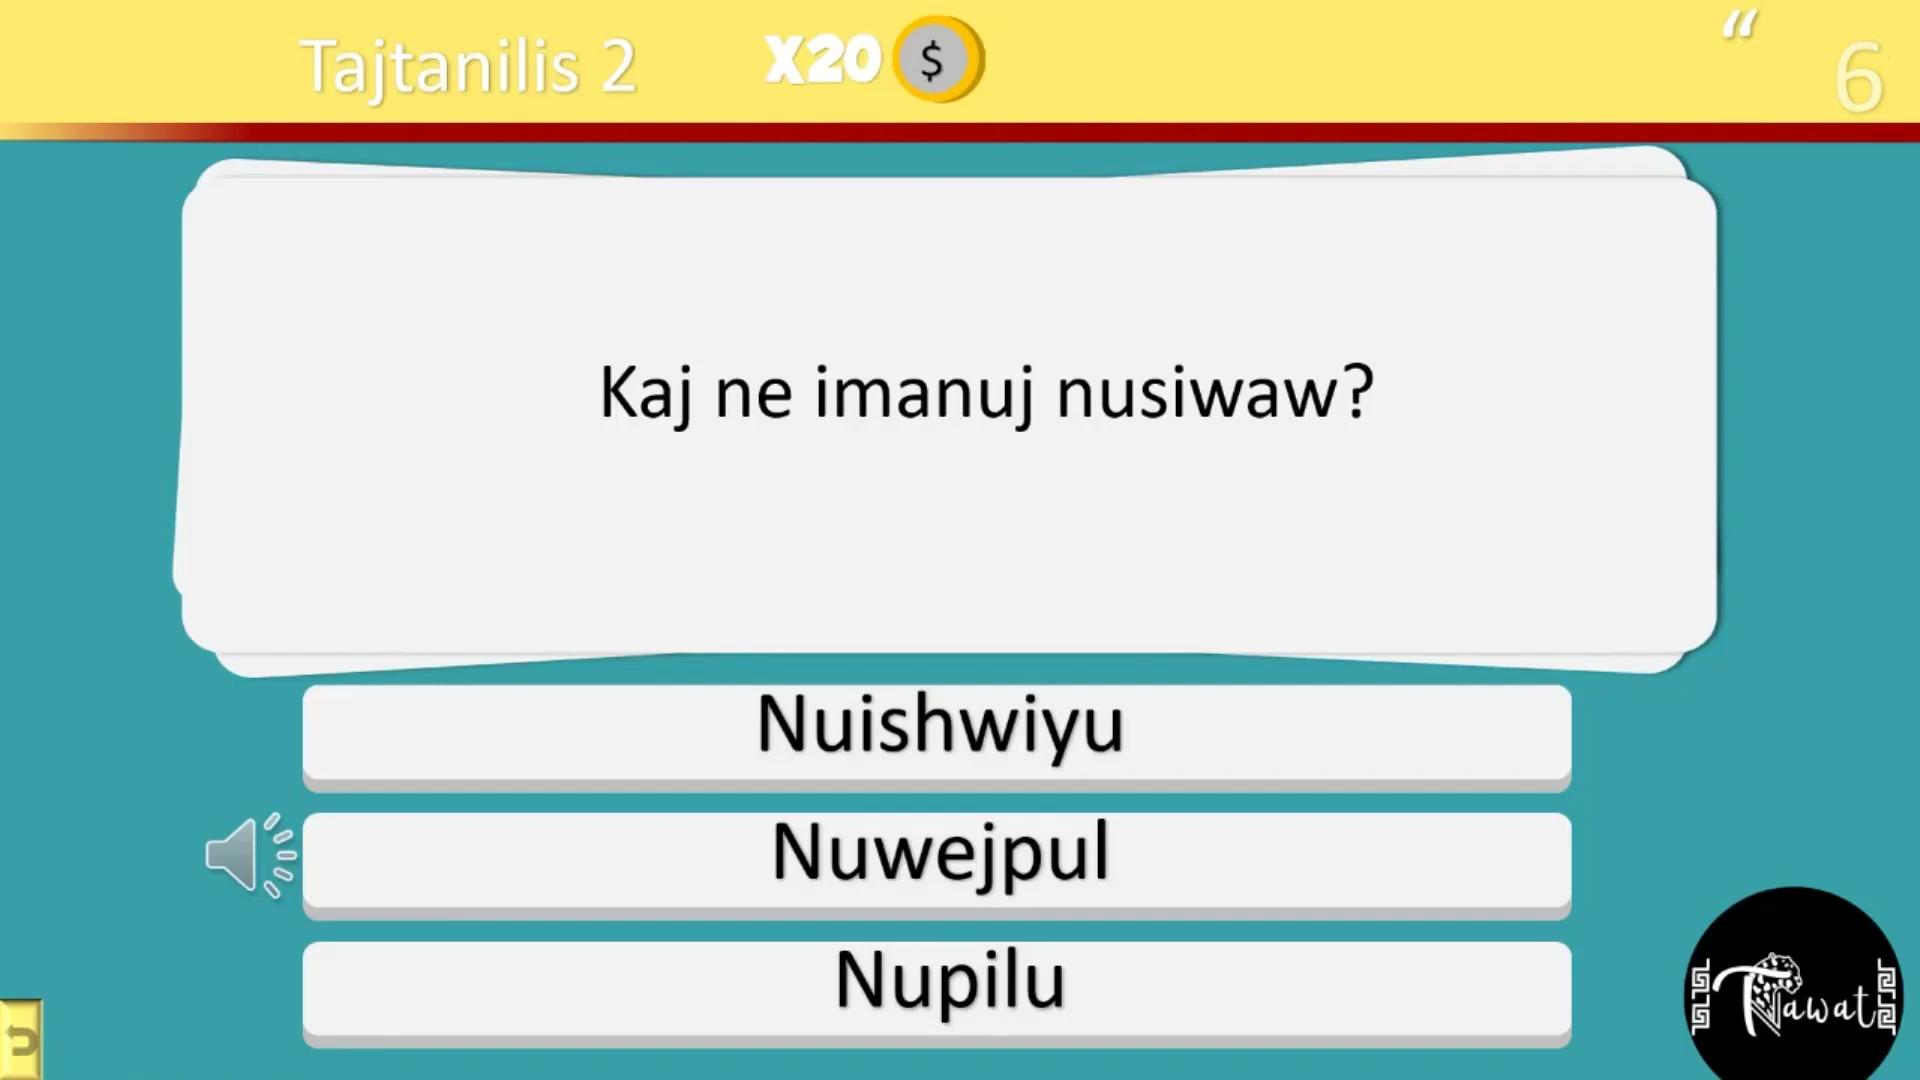 Tajtanilis 2
X20 $
“
6
Kaj ne imanuj nusiwaw?
Nuishwiyu
Nuwejpul
Nupilu
Tawat